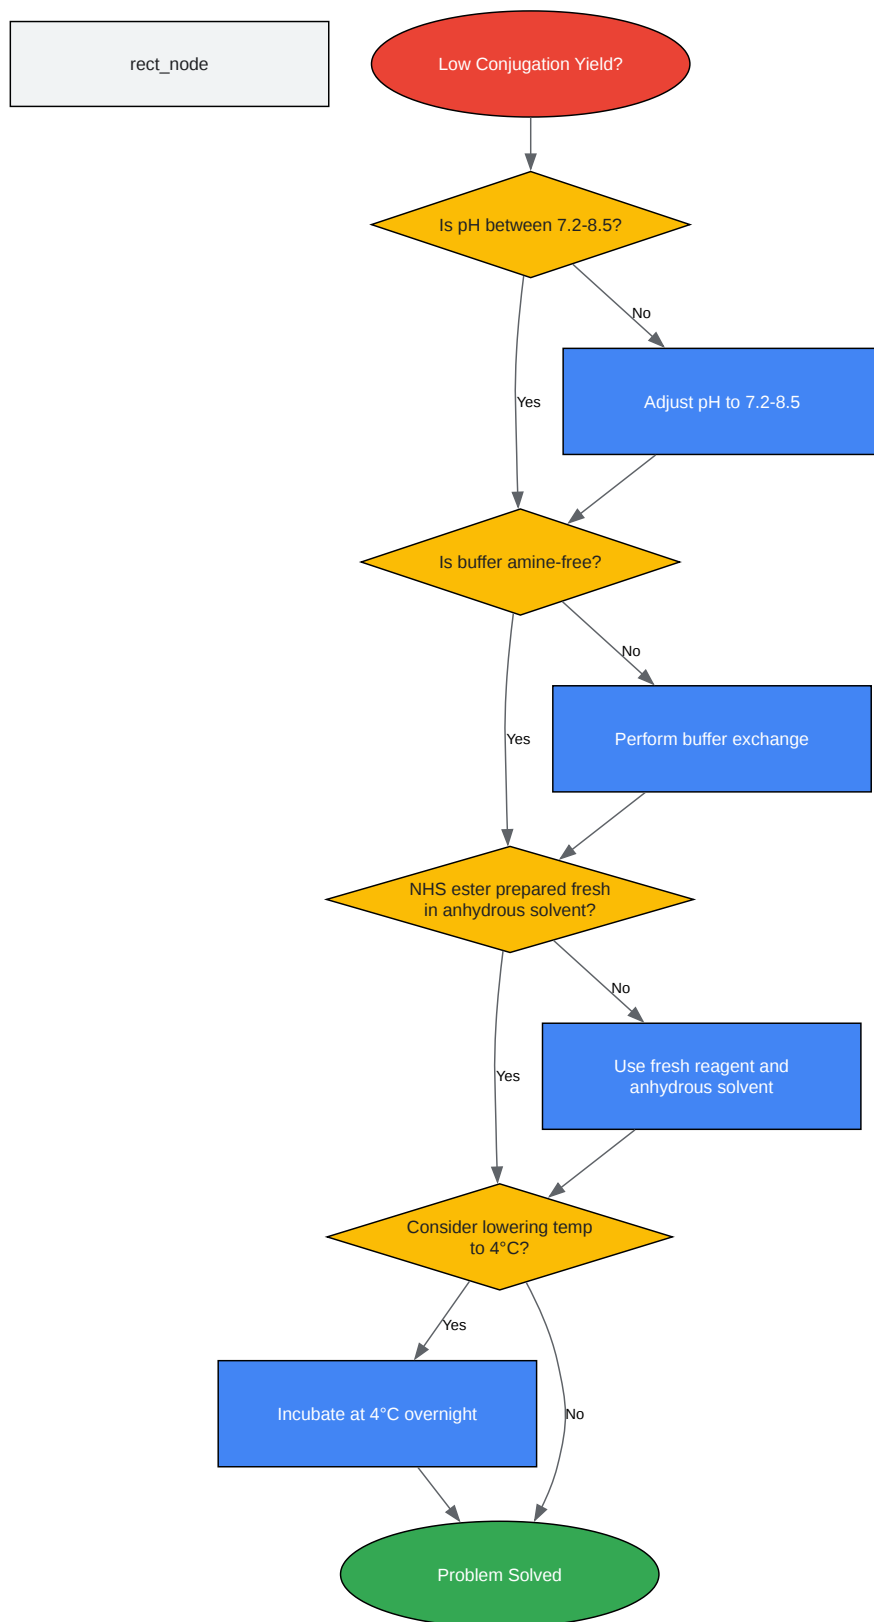 rect_node
Low Conjugation Yield?
Is pH between 7.2-8.5?
No
Yes
Adjust pH to 7.2-8.5
Is buffer amine-free?
No
Yes
Perform buffer exchange
NHS ester prepared fresh
in anhydrous solvent?
No
Yes
Use fresh reagent and
anhydrous solvent
Consider lowering temp
to 4°C?
Yes
No
Incubate at 4°C overnight
Problem Solved